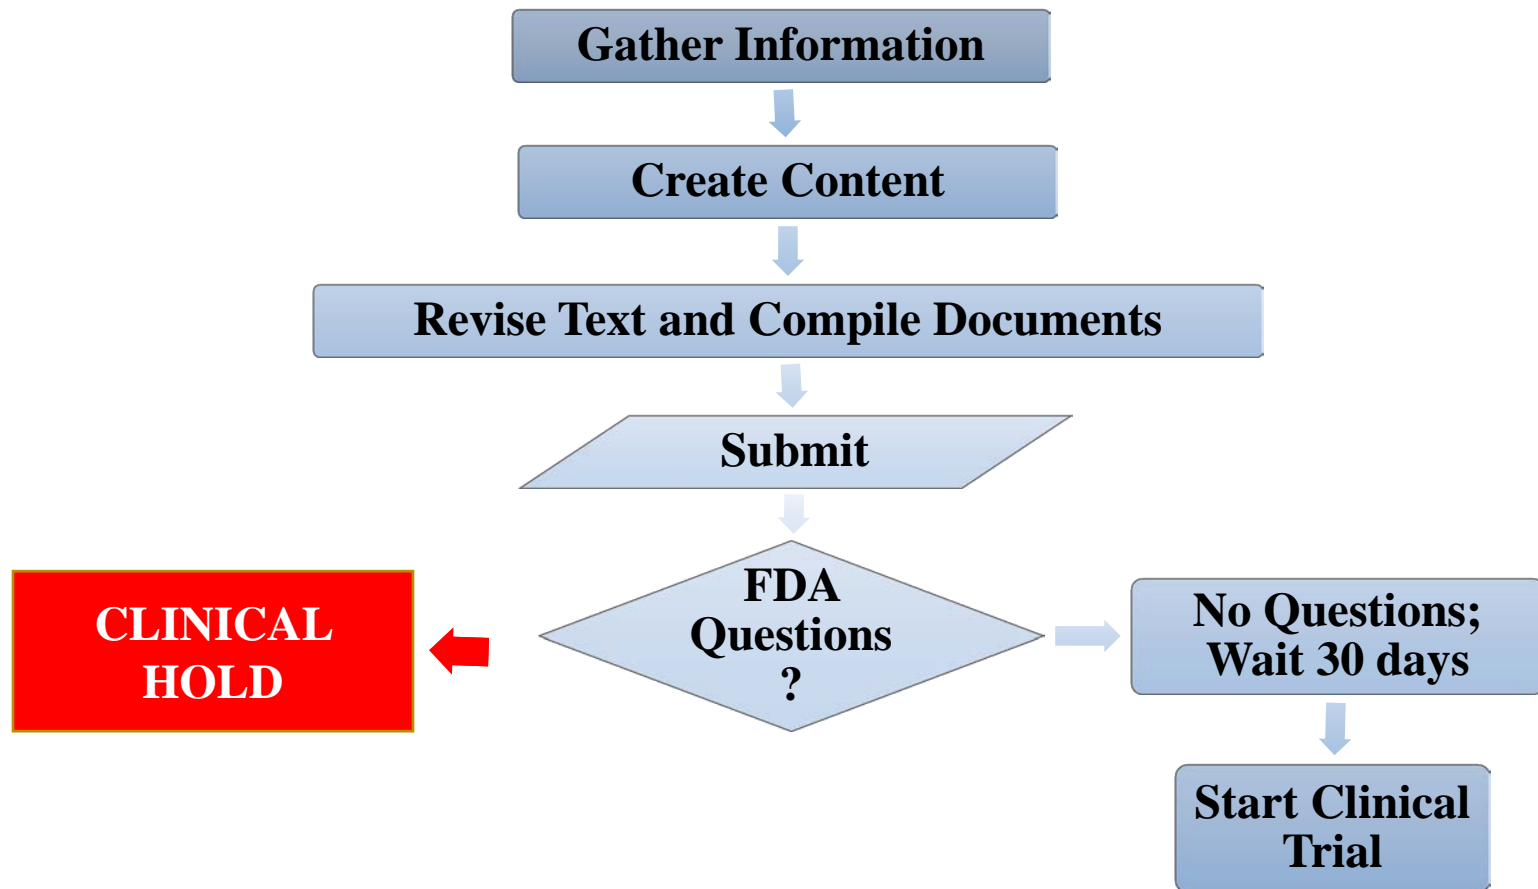 Gather Information
Create Content
Revise Text and Compile Documents
Submit
FDA
Questions
?
CLINICAL
HOLD
No Questions;
Wait 30 days
Start Clinical
Trial